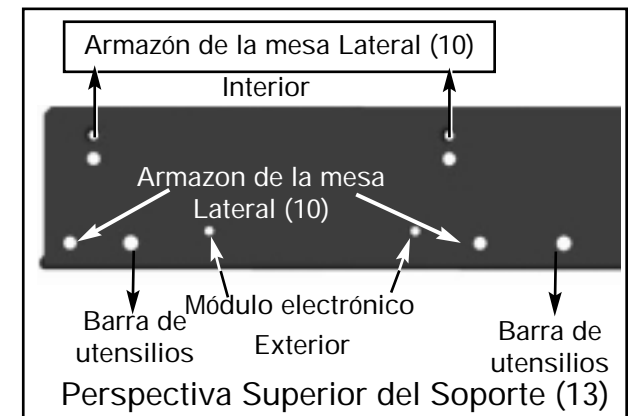 Armazón de la mesa Lateral (10)
Interior
Armazon de la mesa
Lateral (10)
Módulo electrónico
Barra de
utensilios
Exterior
Barra de
utensilios
Perspectiva Superior del Soporte (13)